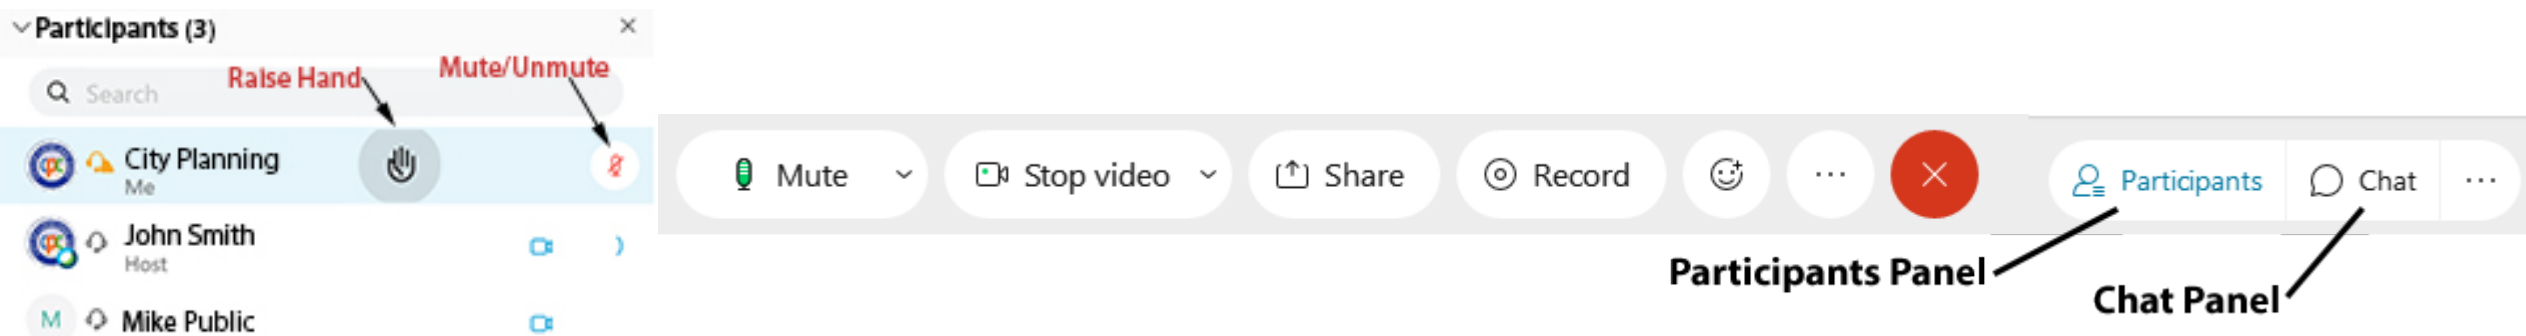 Participants (3)
Raise Hand
Mute/Unmute
Search
City Planning
Me
John Smith
Host
M
Mike Public
Mute
Stop video
Share
Record
Participants
Chat
Participants Panel
Chat Panel